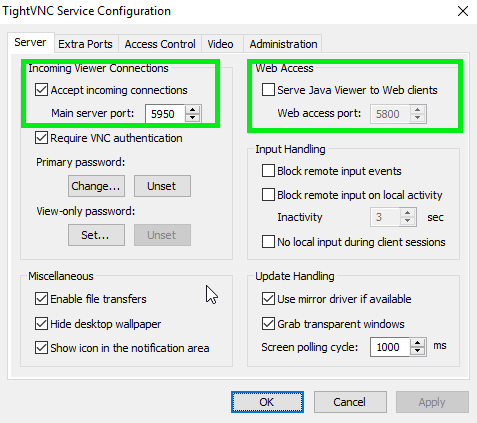 TightVNC Service Configuration
Server
Extra Ports
Access Control
Video
Administration
Incoming Viewer Connections
Accept incoming connections
Main server port: 5950
Require VNC authentication
Primary password:
Change... Unset
View-only password:
Set... Unset
Web Access
Serve Java Viewer to Web clients
Web access port: 5800
Input Handling
Block remote input events
Block remote input on local activity
Inactivity 3 sec
No local input during client sessions
Miscellaneous
Enable file transfers
Hide desktop wallpaper
Show icon in the notification area
Update Handling
Use mirror driver if available
Grab transparent windows
Screen polling cycle: 1000 ms
OK
Cancel
Apply